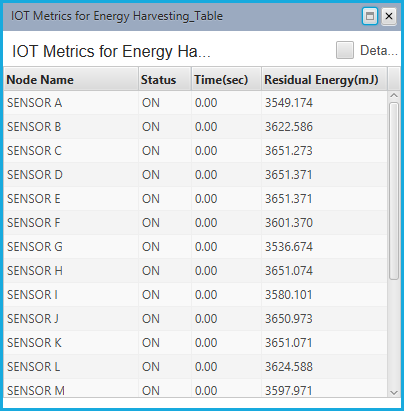 IOT Metrics for Energy Harvesting_Table
IOT Metrics for Energy Ha... Deta...
Node Name Status Time(sec) Residual Energy(mJ)
SENSOR A ON 0.00 3549.174
SENSOR B ON 0.00 3622.586
SENSOR C ON 0.00 3651.273
SENSOR D ON 0.00 3651.371
SENSOR E ON 0.00 3651.371
SENSOR F ON 0.00 3601.370
SENSOR G ON 0.00 3536.674
SENSOR H ON 0.00 3651.074
SENSOR I ON 0.00 3580.101
SENSOR J ON 0.00 3650.973
SENSOR K ON 0.00 3651.071
SENSOR L ON 0.00 3624.588
SENSOR M ON 0.00 3597.971